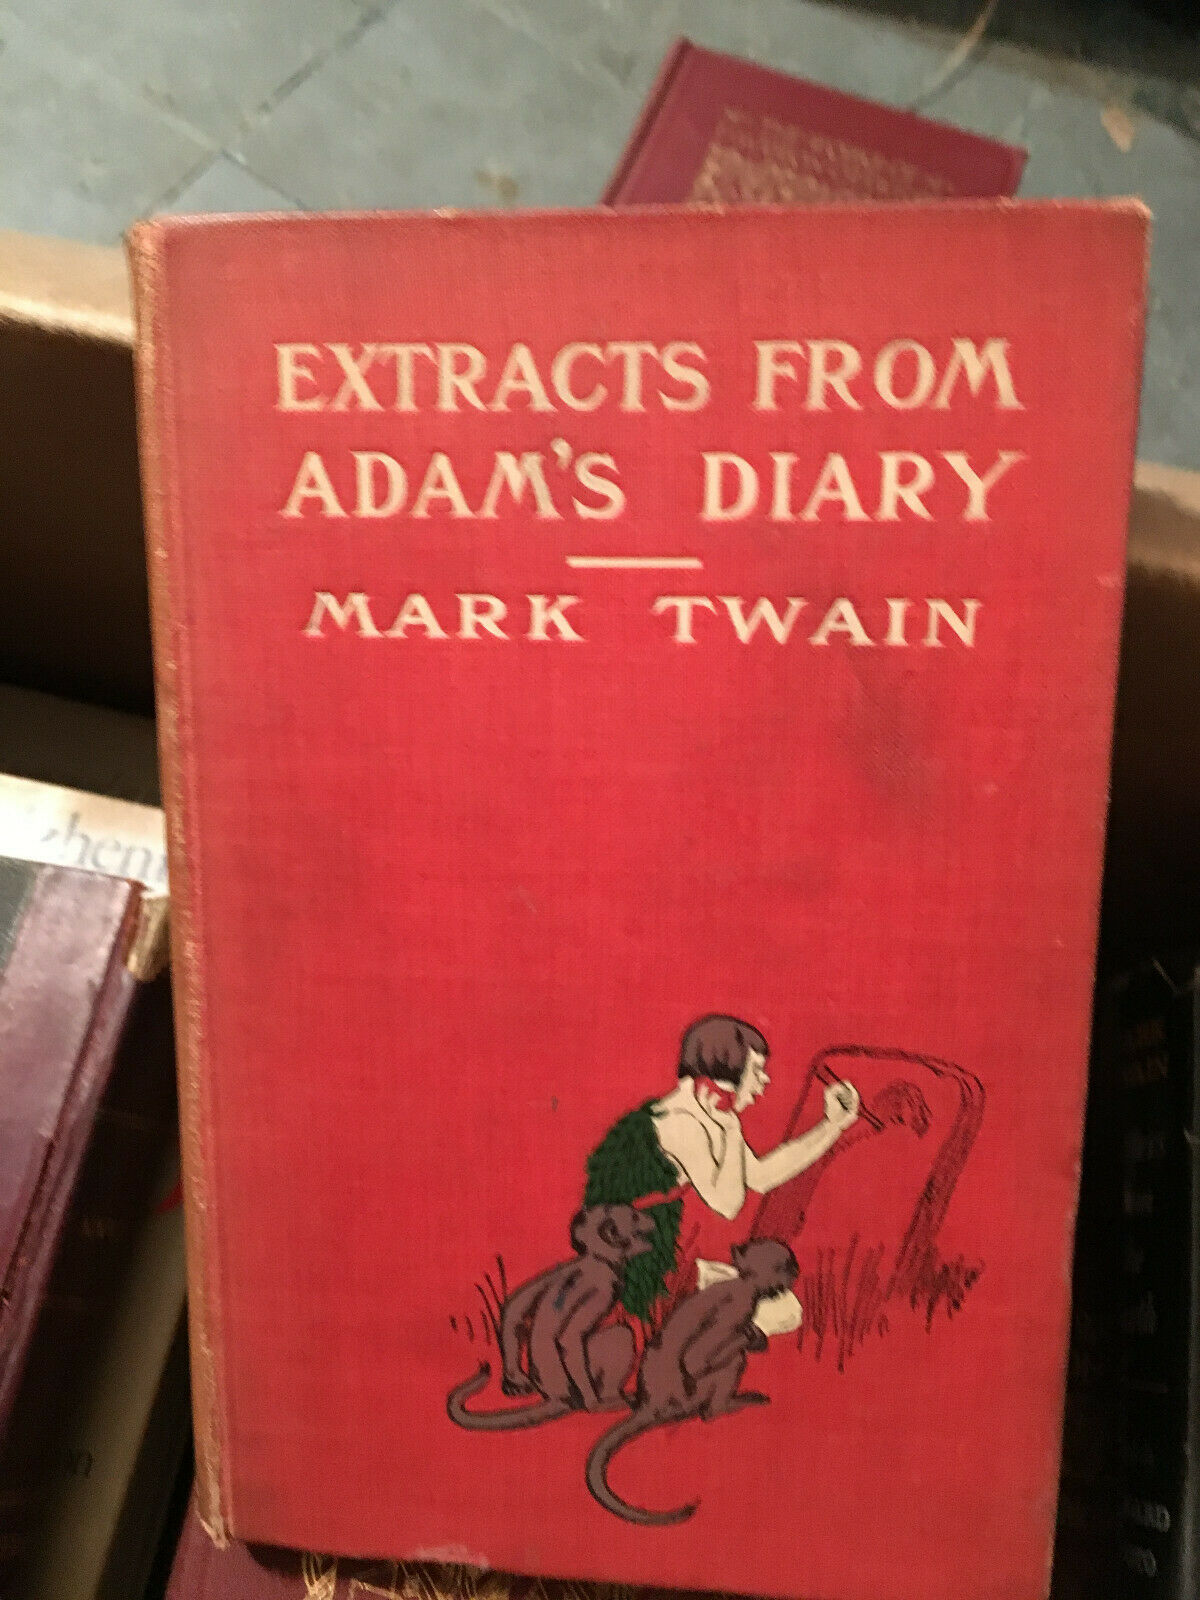 EXTRACTS FROM
ADAM'S DIARY
MARK TWAIN